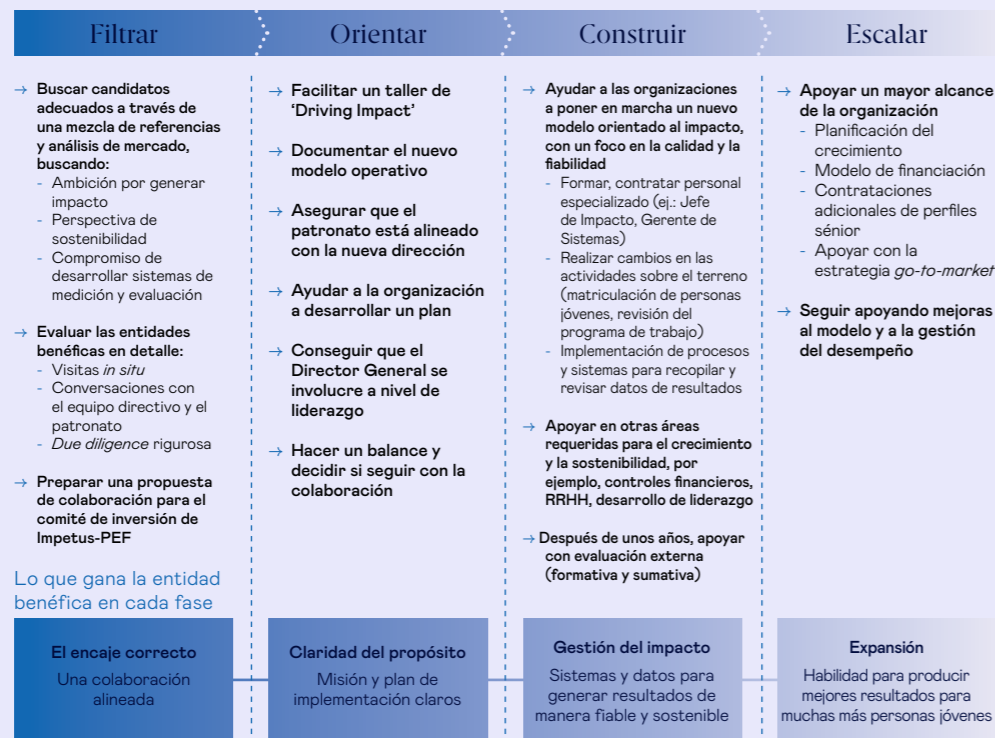 Filtrar
Orientar
Construir
Escalar
→ Buscar candidatos
adecuados a través de
una mezcla de referencias
y análisis de mercado,
buscando:
- Ambición por generar
impacto
- Perspectiva de
sostenibilidad
- Compromiso de
desarrollar sistemas de
medición y evaluación
→ Evaluar las entidades
benéficas en detalle:
- Visitas in situ
- Conversaciones con
el equipo directivo y el
patronato
- Due diligence rigurosa
→ Preparar una propuesta
de colaboración para el
comité de inversión de
Impetus-PEF
→ Facilitar un taller de
‘Driving Impact’
→ Documentar el nuevo
modelo operativo
→ Asegurar que el
patronato está alineado
con la nueva dirección
→ Ayudar a la organización
a desarrollar un plan
→ Conseguir que el
Director General se
involucre a nivel de
liderazgo
→ Hacer un balance y
decidir si seguir con la
colaboración
→ Ayudar a las organizaciones
a poner en marcha un nuevo
modelo orientado al impacto,
con un foco en la calidad y la
fiabilidad
- Formar, contratar personal
especializado (ej.: Jefe
de Impacto, Gerente de
Sistemas)
- Realizar cambios en las
actividades sobre el terreno
(matriculación de personas
jóvenes, revisión del
programa de trabajo)
- Implementación de procesos
y sistemas para recopilar y
revisar datos de resultados
→ Apoyar en otras áreas
requeridas para el crecimiento
y la sostenibilidad, por
ejemplo, controles financieros,
RRHH, desarrollo de liderazgo
→ Después de unos años, apoyar
con evaluación externa
(formativa y sumativa)
→ Apoyar un mayor alcance
de la organización
- Planificación del
crecimiento
- Modelo de financiación
- Contrataciones
adicionales de perfiles
sénior
- Apoyar con la
estrategia go-to-market
→ Seguir apoyando mejoras
al modelo y a la gestión
del desempeño
Lo que gana la entidad
benéfica en cada fase
El encaje correcto
Una colaboración
alineada
Claridad del propósito
Misión y plan de
implementación claros
Gestión del impacto
Sistemas y datos para
generar resultados de
manera fiable y sostenible
Expansión
Habilidad para producir
mejores resultados para
muchas más personas jóvenes